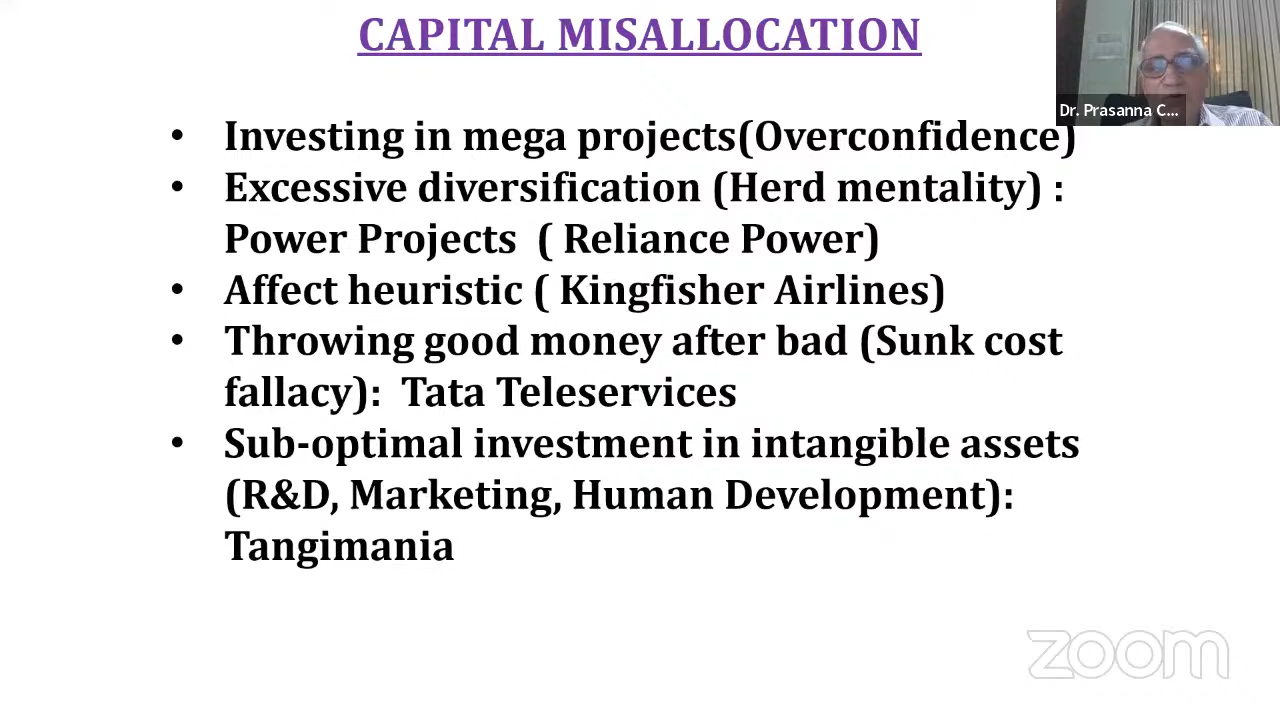 CAPITAL MISALLOCATION
Dr. Prasanna C...
• Investing in mega projects(Overconfidence)
• Excessive diversification (Herd mentality) :
Power Projects ( Reliance Power)
• Affect heuristic ( Kingfisher Airlines)
• Throwing good money after bad (Sunk cost
fallacy): Tata Teleservices
• Sub-optimal investment in intangible assets
(R&D, Marketing, Human Development):
Tangimania
zoom